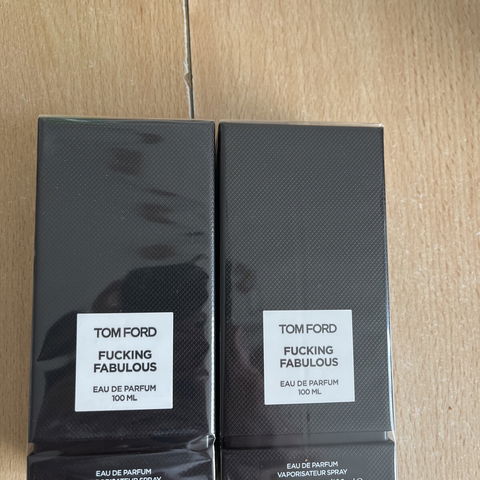 TOM FORD
FUCKING
FABULOUS
EAU DE PARFUM
100 ML
EAU DE PARFUM
TOM FORD
FUCKING
FABULOUS
EAU DE PARFUM
100 ML
EAU DE PARFUM
VAPORISATEUR SPRAY